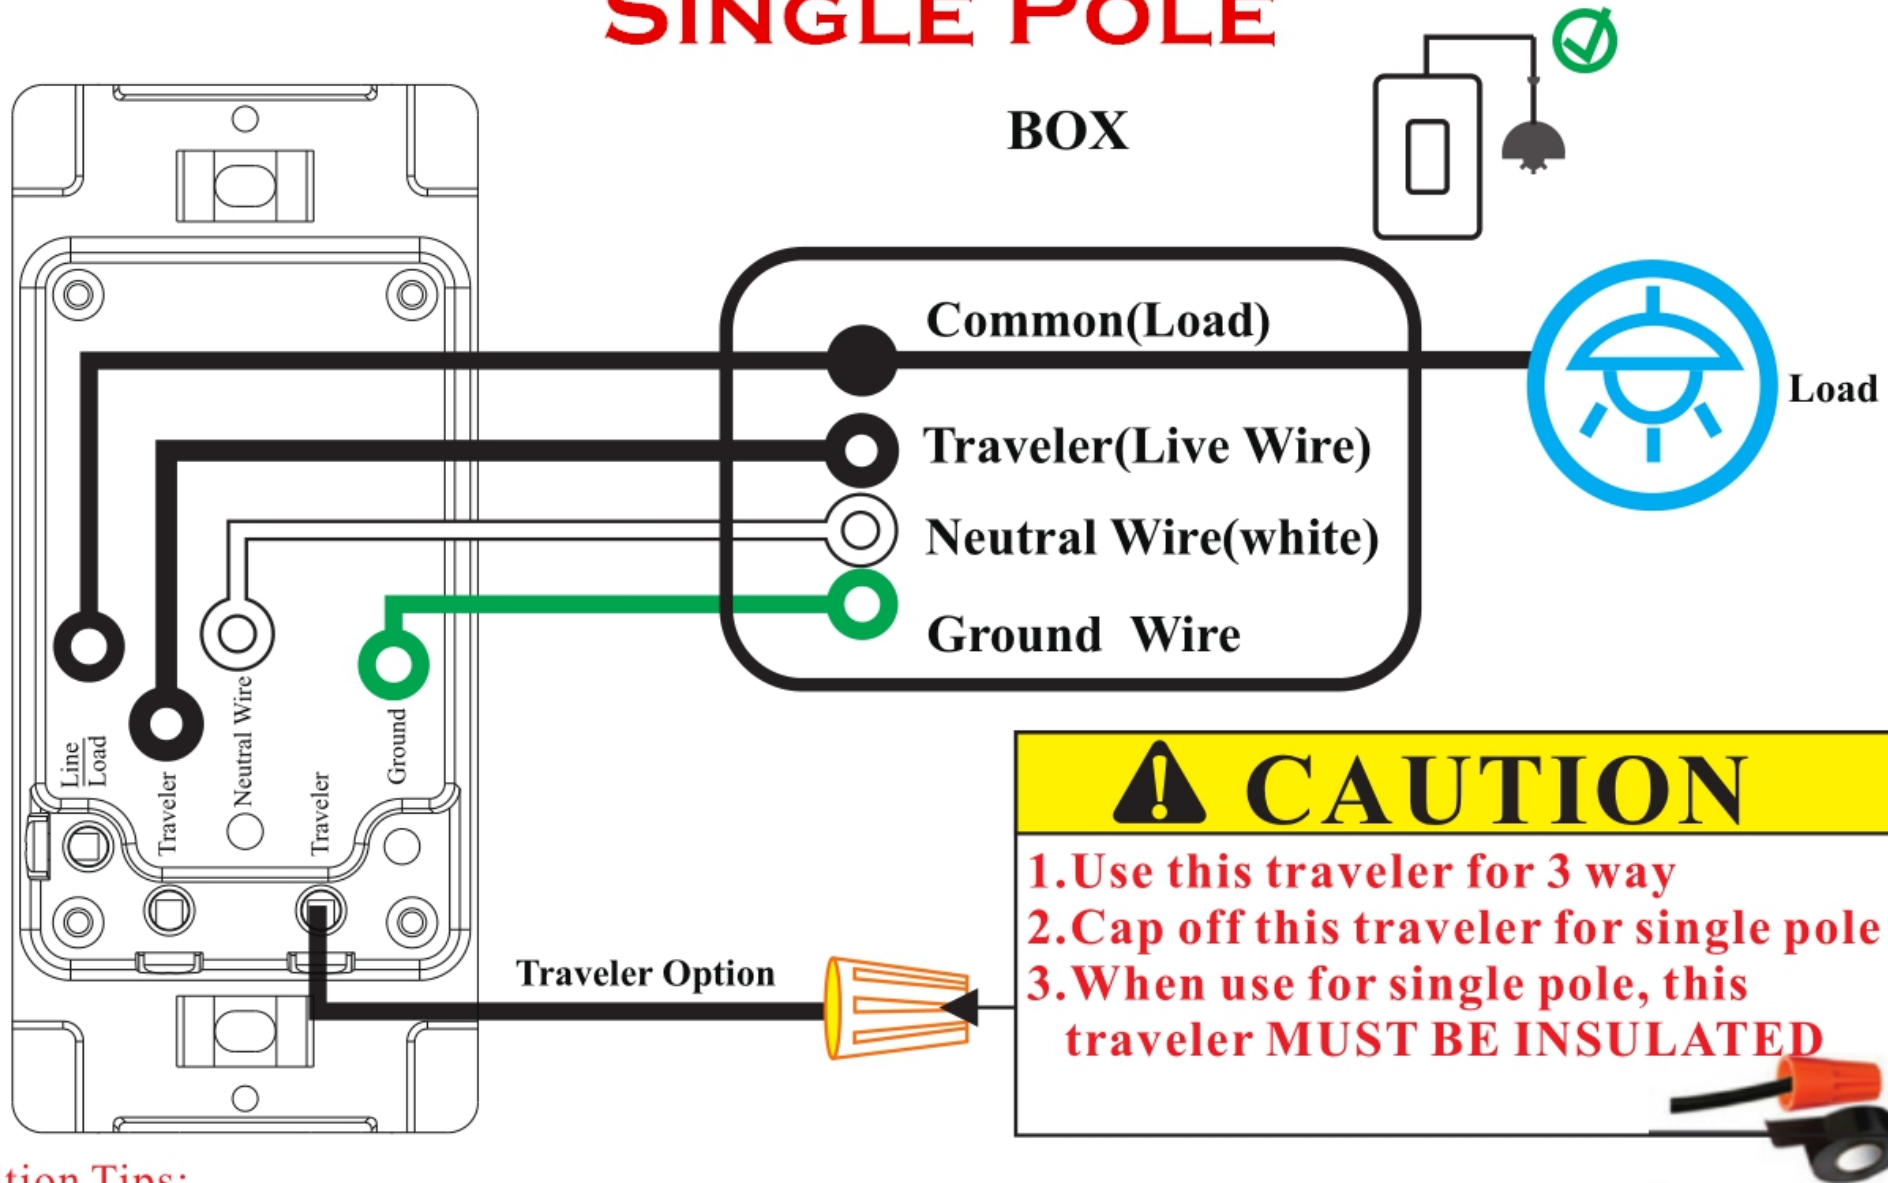 SINGLE POLE
BOX
Common(Load)
Load
Traveler(Live Wire)
Neutral Wire(white)
Ground Wire
Line
Load
Traveler
Neutral Wire
Traveler
Ground
Traveler Option
CAUTION
1.Use this traveler for 3 way
2.Cap off this traveler for single pole
3.When use for single pole, this
traveler MUST BE INSULATED
tion Tips: